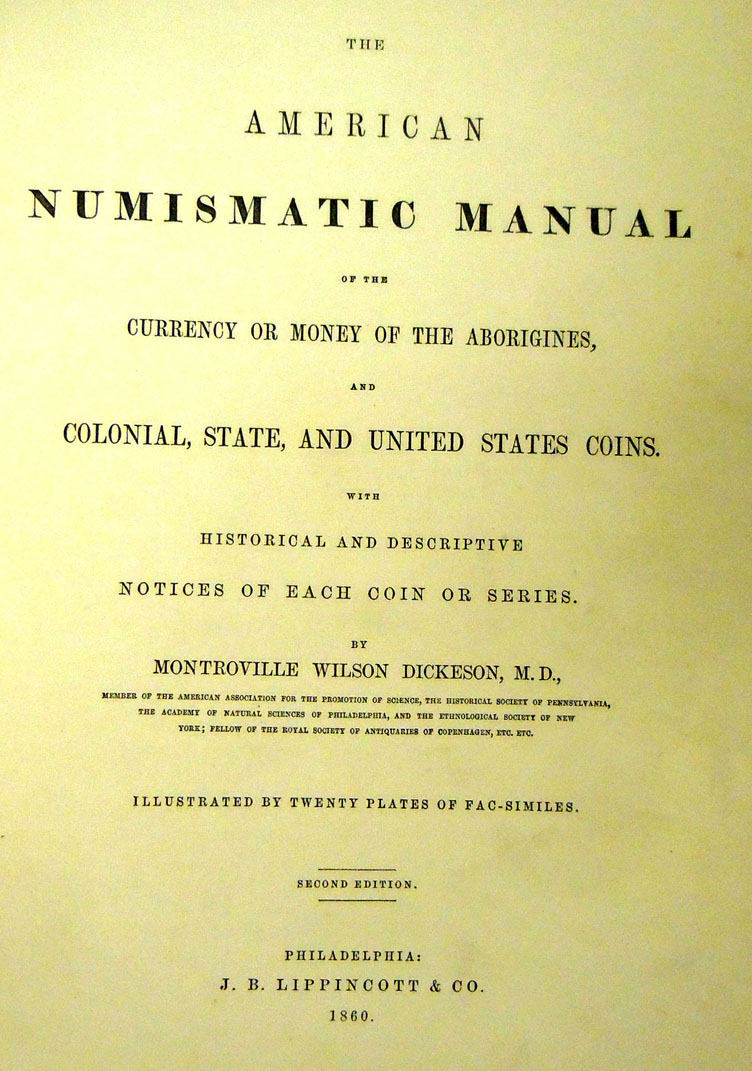 THE
AMERICAN
NUMISMATIC MANUAL
OF THE
CURRENCY OR MONEY OF THE ABORIGINES,
AND
COLONIAL, STATE, AND UNITED STATES COINS.
WITH
HISTORICAL AND DESCRIPTIVE
NOTICES OF EACH COIN OR SERIES.
BY
MONTROVILLE WILSON DICKESON, M.D.,
MEMBER OF THE AMERICAN ASSOCIATION FOR THE PROMOTION OF SCIENCE, THE HISTORICAL SOCIETY OF PENNSYLVANIA,
THE ACADEMY OF NATURAL SCIENCES OF PHILADELPHIA, AND THE ETHNOLOGICAL SOCIETY OF NEW
YORK; FELLOW OF THE ROYAL SOCIETY OF ANTIQUARIES OF COPENHAGEN, ETC. ETC.
ILLUSTRATED BY TWENTY PLATES OF FAC-SIMILES.
SECOND EDITION.
PHILADELPHIA:
J. B. LIPPINCOTT & CO.
1860.